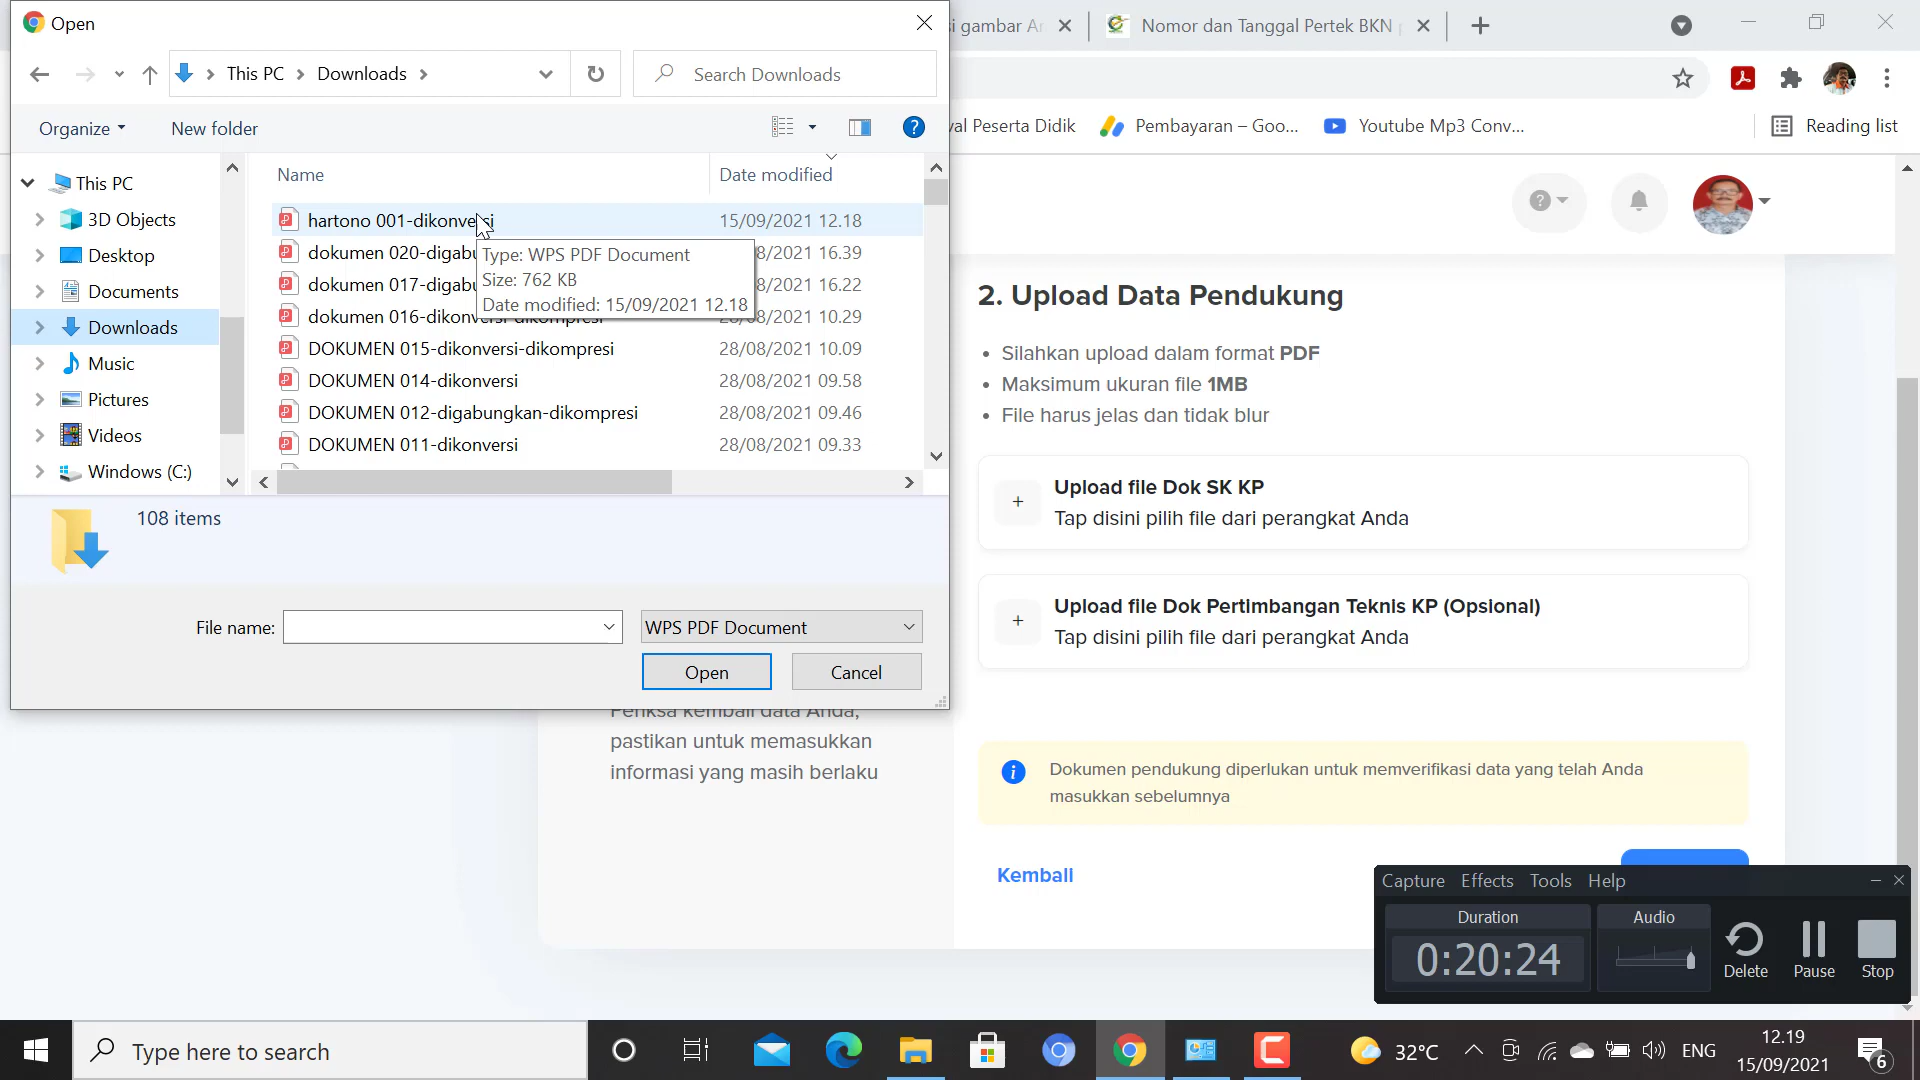 Open
si gambar Ar
Nomor dan Tanggal Pertek BKN
This PC
Downloads
Search Downloads
Organize
New folder
val Peserta Didik
Pembayaran – Goo...
Youtube Mp3 Conv...
Reading list
This PC
3D Objects
Desktop
Documents
Downloads
Music
Pictures
Videos
Windows (C:)
Name
Date modified
hartono 001-dikonversi
15/09/2021 12.18
dokumen 020-digabu
8/2021 16.39
dokumen 017-digabu
8/2021 16.22
dokumen 016-dikonversi-dikompresi
8/2021 10.29
DOKUMEN 015-dikonversi-dikompresi
28/08/2021 10.09
DOKUMEN 014-dikonversi
28/08/2021 09.58
DOKUMEN 012-digabungkan-dikompresi
28/08/2021 09.46
DOKUMEN 011-dikonversi
28/08/2021 09.33
Type: WPS PDF Document
Size: 762 KB
Date modified: 15/09/2021 12.18
108 items
File name:
WPS PDF Document
Open
Cancel
2. Upload Data Pendukung
• Silahkan upload dalam format PDF
• Maksimum ukuran file 1MB
• File harus jelas dan tidak blur
+
Upload file Dok SK KP
Tap disini pilih file dari perangkat Anda
+
Upload file Dok Pertimbangan Teknis KP (Opsional)
Tap disini pilih file dari perangkat Anda
Periksa kembali data Anda,
pastikan untuk memasukkan
informasi yang masih berlaku
Dokumen pendukung diperlukan untuk memverifikasi data yang telah Anda
masukkan sebelumnya
Kembali
Capture
Effects
Tools
Help
Duration
0:20:24
Audio
Delete
Pause
Stop
Type here to search
32°C
ENG
12.19
15/09/2021
6